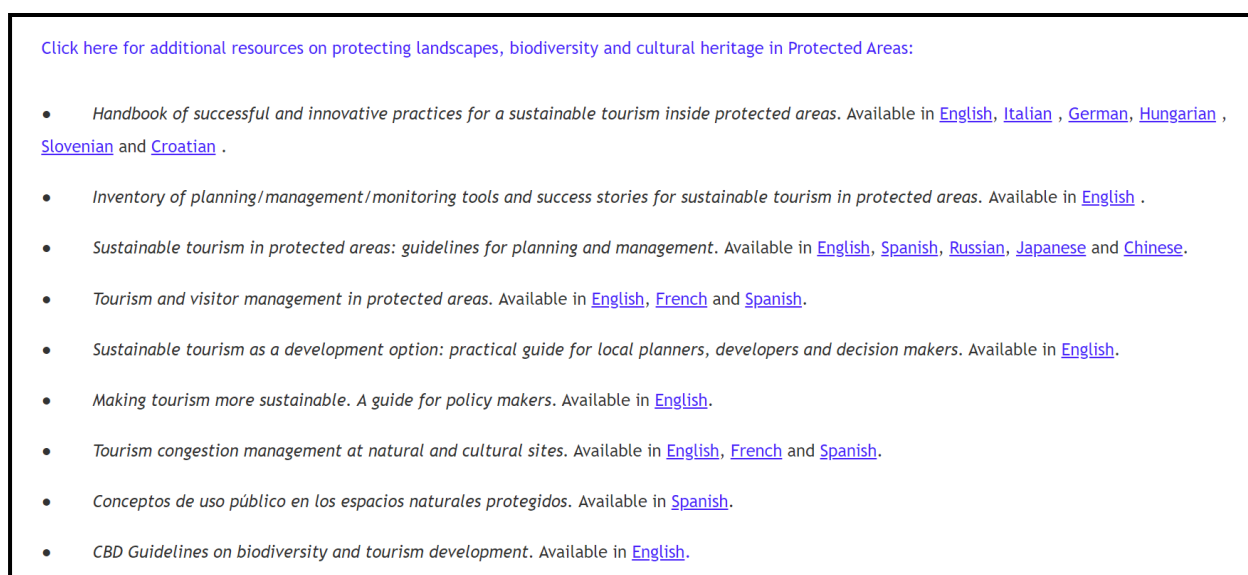 Click here for additional resources on protecting landscapes, biodiversity and cultural heritage in Protected Areas:
● Handbook of successful and innovative practices for a sustainable tourism inside protected areas. Available in English, Italian , German, Hungarian ,
Slovenian and Croatian .
● Inventory of planning/management/monitoring tools and success stories for sustainable tourism in protected areas. Available in English .
● Sustainable tourism in protected areas: guidelines for planning and management. Available in English, Spanish, Russian, Japanese and Chinese.
● Tourism and visitor management in protected areas. Available in English, French and Spanish.
● Sustainable tourism as a development option: practical guide for local planners, developers and decision makers. Available in English.
● Making tourism more sustainable. A guide for policy makers. Available in English.
● Tourism congestion management at natural and cultural sites. Available in English, French and Spanish.
● Conceptos de uso público en los espacios naturales protegidos. Available in Spanish.
● CBD Guidelines on biodiversity and tourism development. Available in English.